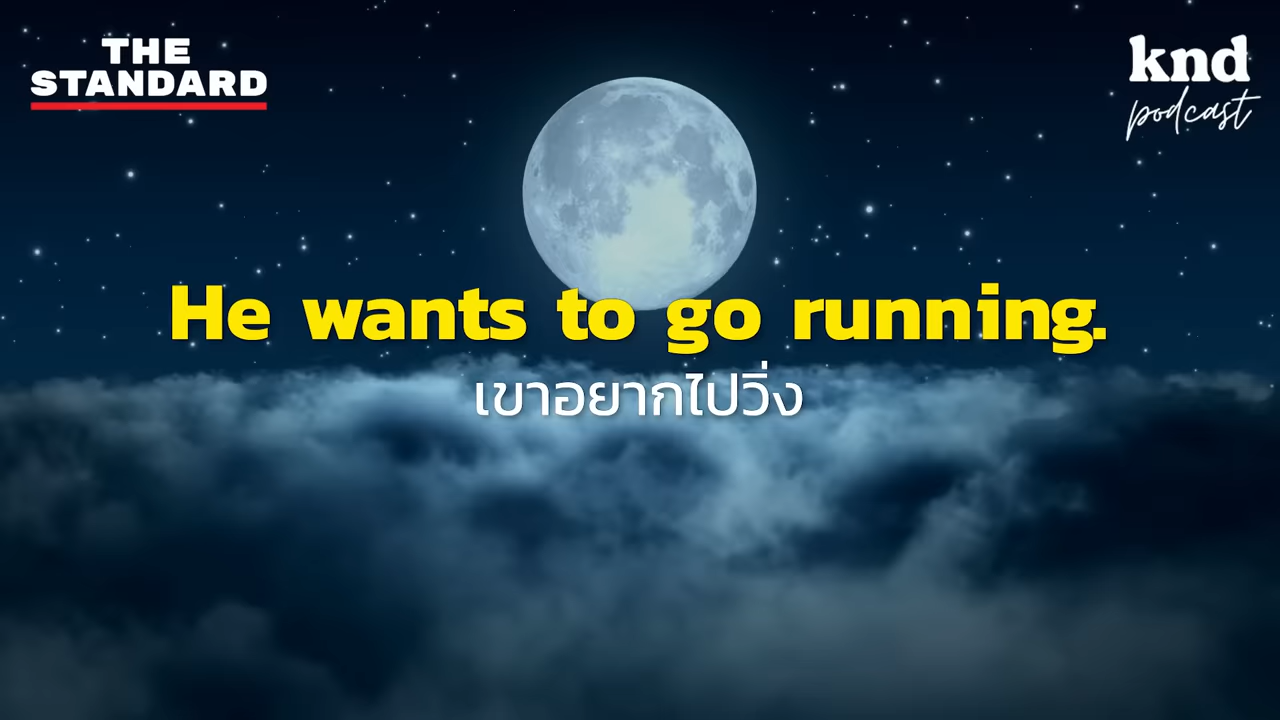 THE
STANDARD
knd
podcast
He wants to go running.
เขาอยากไปวิ่ง